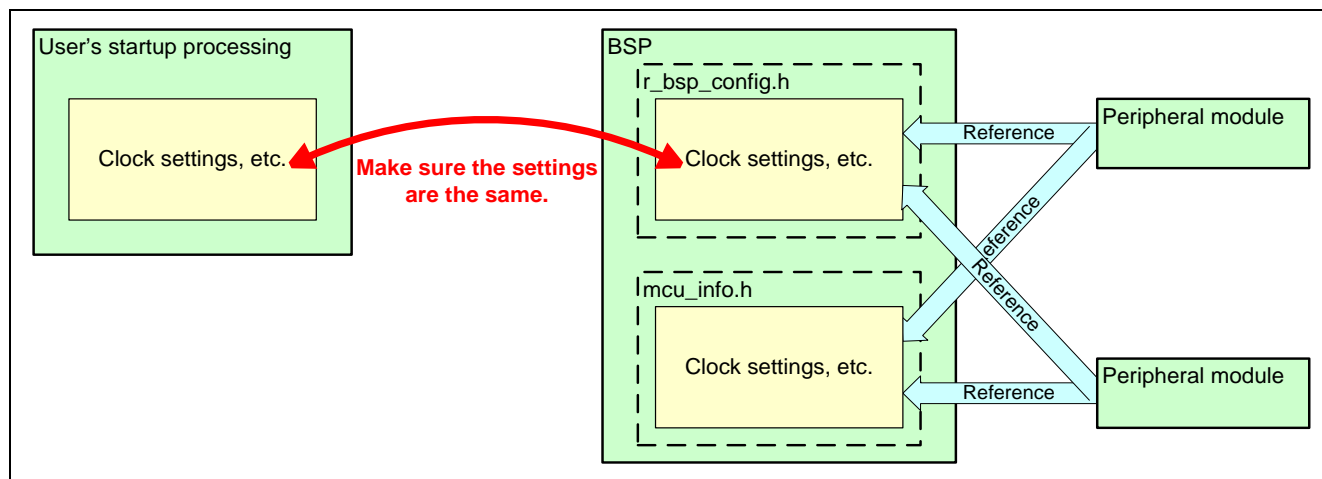 User's startup processing
Clock settings, etc.
Make sure the settings
are the same.
BSP
r_bsp_config.h
Clock settings, etc.
mcu_info.h
Clock settings, etc.
Reference
Reference
eference
Reference
Peripheral module
Peripheral module